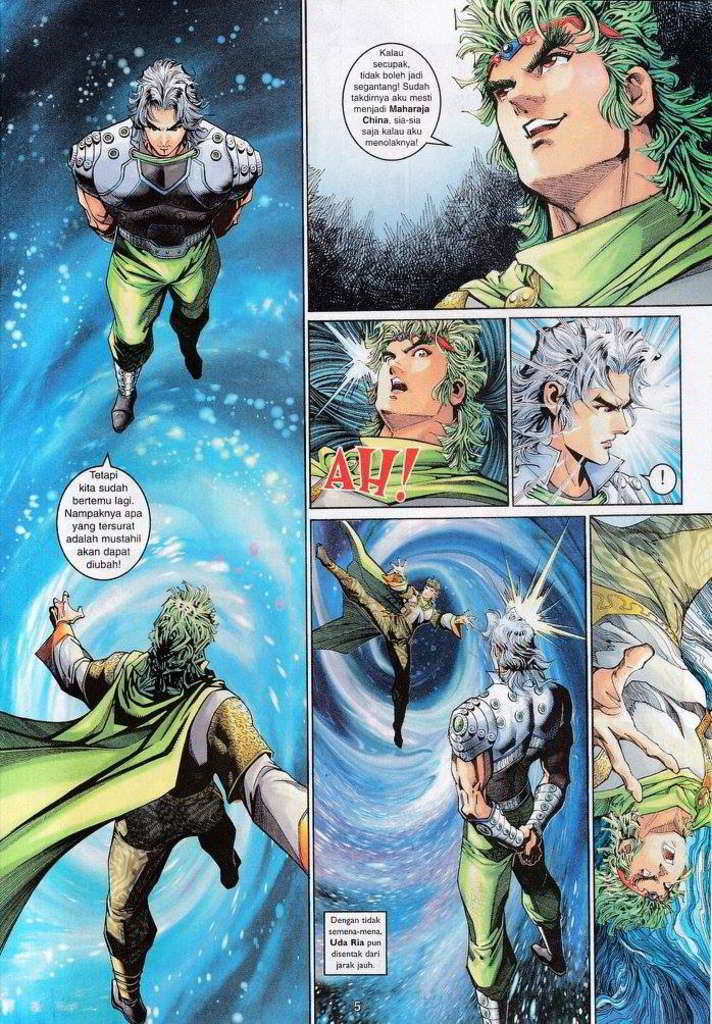 Tetapi
kita sudah
bertemu lagi.
Nampaknya apa
yang tersurat
adalah mustahil
akan dapat
diubah!
Kalau
secupak,
tidak boleh jadi
segantang! Sudah
takdirnya aku mesti
menjadi Maharaja
China, sia-sia
saja kalau aku
menolaknya!
AH!
!
Dengan tidak
semena-mena,
Uda Ria pun
disentak dari
jarak jauh.
5